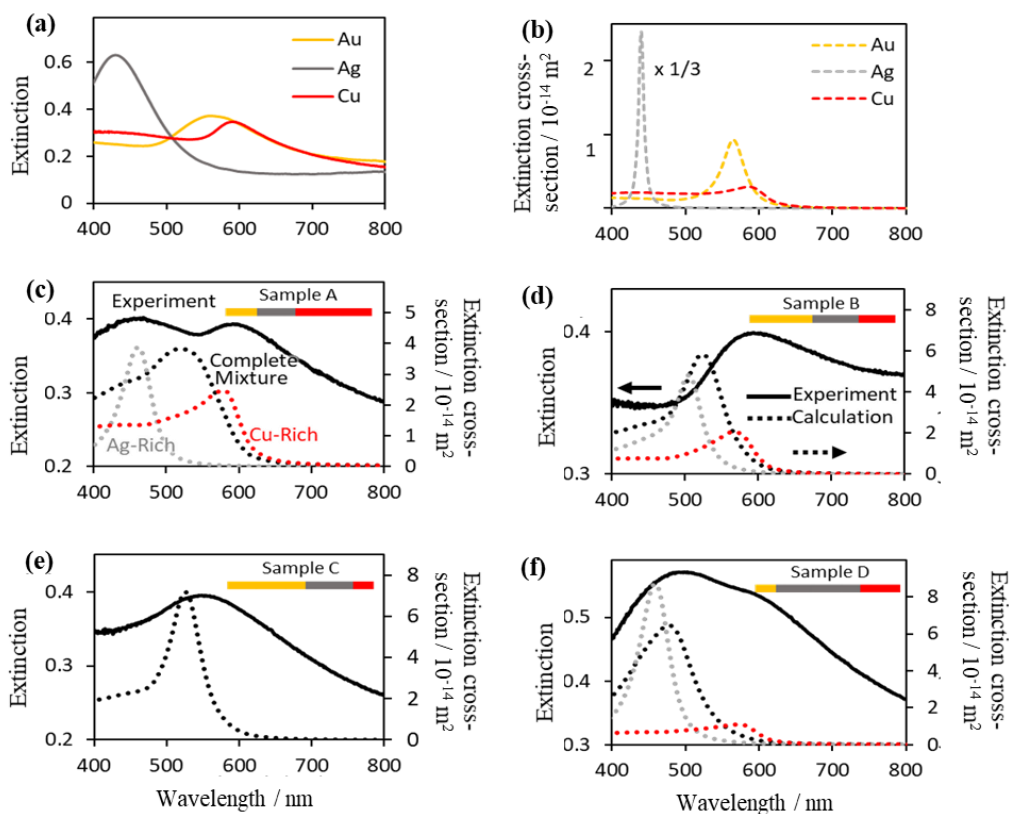 (a)
Extinction
0.6
0.4
0.2
0
Au
Ag
Cu
400 500 600 700 800
(b)
Extinction cross-
section / 10⁻¹⁴ m²
2
1
x 1/3
Au
Ag
Cu
400 500 600 700 800
(c)
Extinction
0.4
0.3
0.2
Experiment
Sample A
Complete
Mixture
Ag-Rich
Cu-Rich
5
4
3
2
1
0
Extinction cross-
section / 10⁻¹⁴ m²
400 500 600 700 800
(d)
Extinction
0.4
0.3
Sample B
Experiment
Calculation
8
6
4
2
0
Extinction cross-
section / 10⁻¹⁴ m²
400 500 600 700 800
(e)
Extinction
0.4
0.3
0.2
Sample C
8
6
4
2
0
Extinction cross-
section / 10⁻¹⁴ m²
400 500 600 700 800
Wavelength / nm
(f)
Extinction
0.5
0.4
0.3
Sample D
8
6
4
2
0
Extinction cross-
section / 10⁻¹⁴ m²
400 500 600 700 800
Wavelength / nm